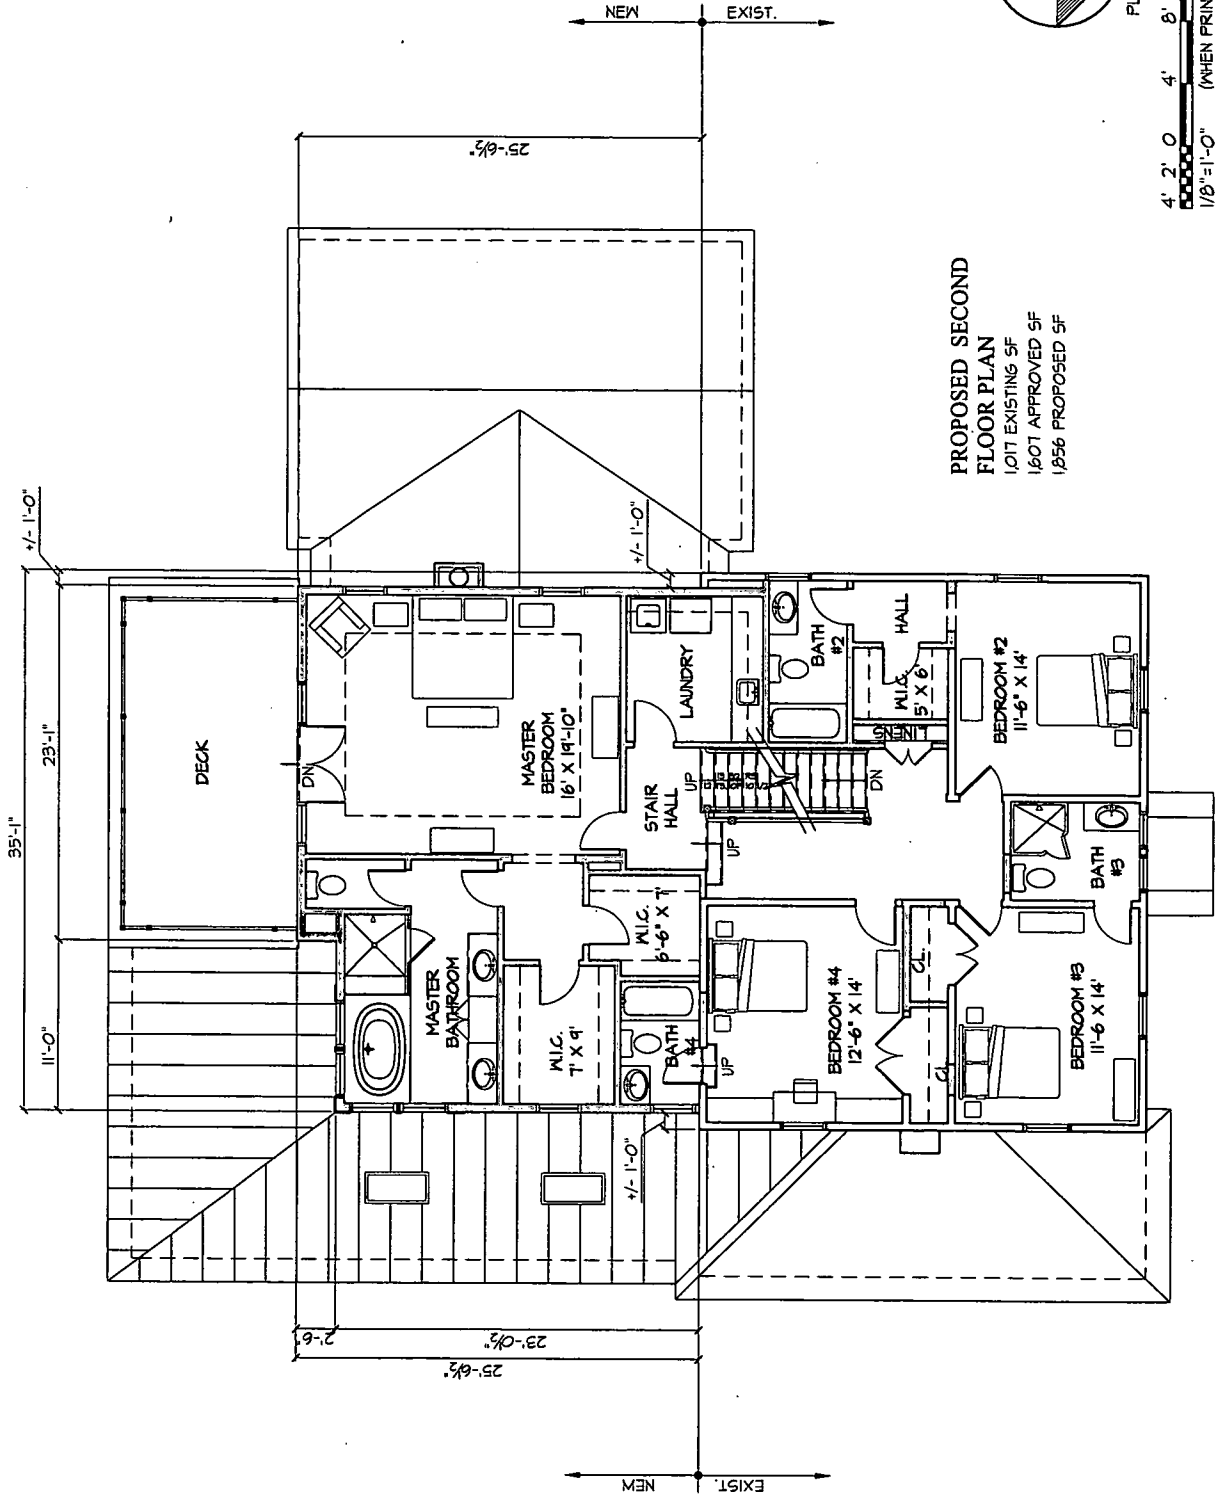 NEW
EXIST.
PL
4' 2' 0 4' 8'
1/8"=1'-0" (WHEN PRIN
25'-6½"
+/- 1'-0"
35'-1"
23'-1"
11'-0"
DECK
DN
MASTER
BEDROOM
16' X 19'-10"
LAUNDRY
STAIR
HALL
UP
UP
DN
BATH
#2
HALL
W.I.C.
5' X 6'
LINENS
BEDROOM #2
11'-6" X 14'
BATH
#3
BEDROOM #3
11'-6 X 14'
CL.
CL.
BEDROOM #4
12'-6" X 14'
UP
BATH
#4
W.I.C.
6'-6" X 7'
W.I.C.
7' X 9'
MASTER
BATHROOM
+/- 1'-0"
+/- 1'-0"
2'-6"
23'-0½"
25'-6½"
NEW
EXIST.
PROPOSED SECOND
FLOOR PLAN
1,017 EXISTING SF
1,607 APPROVED SF
1,856 PROPOSED SF